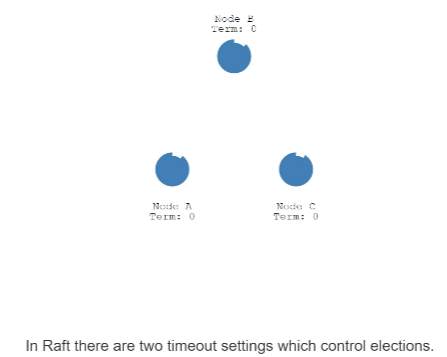 Node B
Term: 0
Node A
Term: 0
Node C
Term: 0
In Raft there are two timeout settings which control elections.